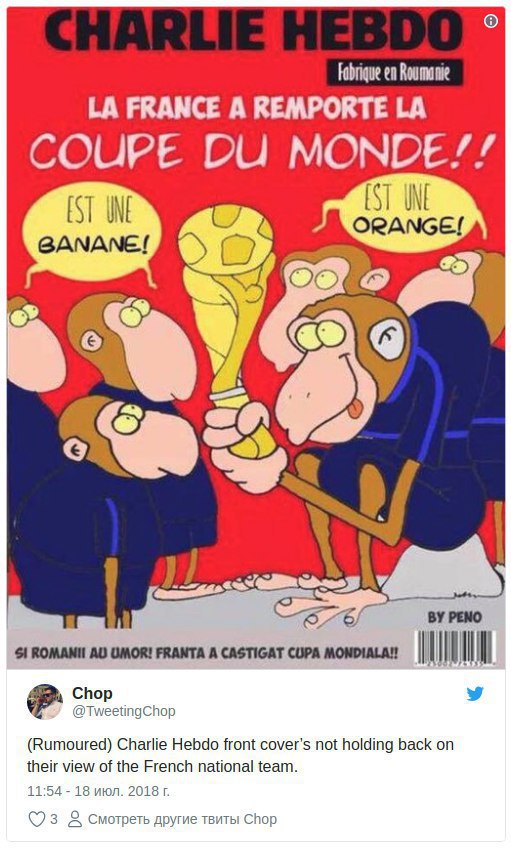 CHARLIE HEBDO
Fabriqué en Roumanie
LA FRANCE A REMPORTE LA
COUPE DU MONDE!!
EST UNE
BANANE!
EST UNE
ORANGE!
BY PENO
SI ROMANII AU UMOR! FRANTA A CASTIGAT CUPA MONDIALA!!
Chop
@TweetingChop
(Rumoured) Charlie Hebdo front cover's not holding back on
their view of the French national team.
11:54 - 18 июл. 2018 г.
3 Смотреть другие твиты Chop